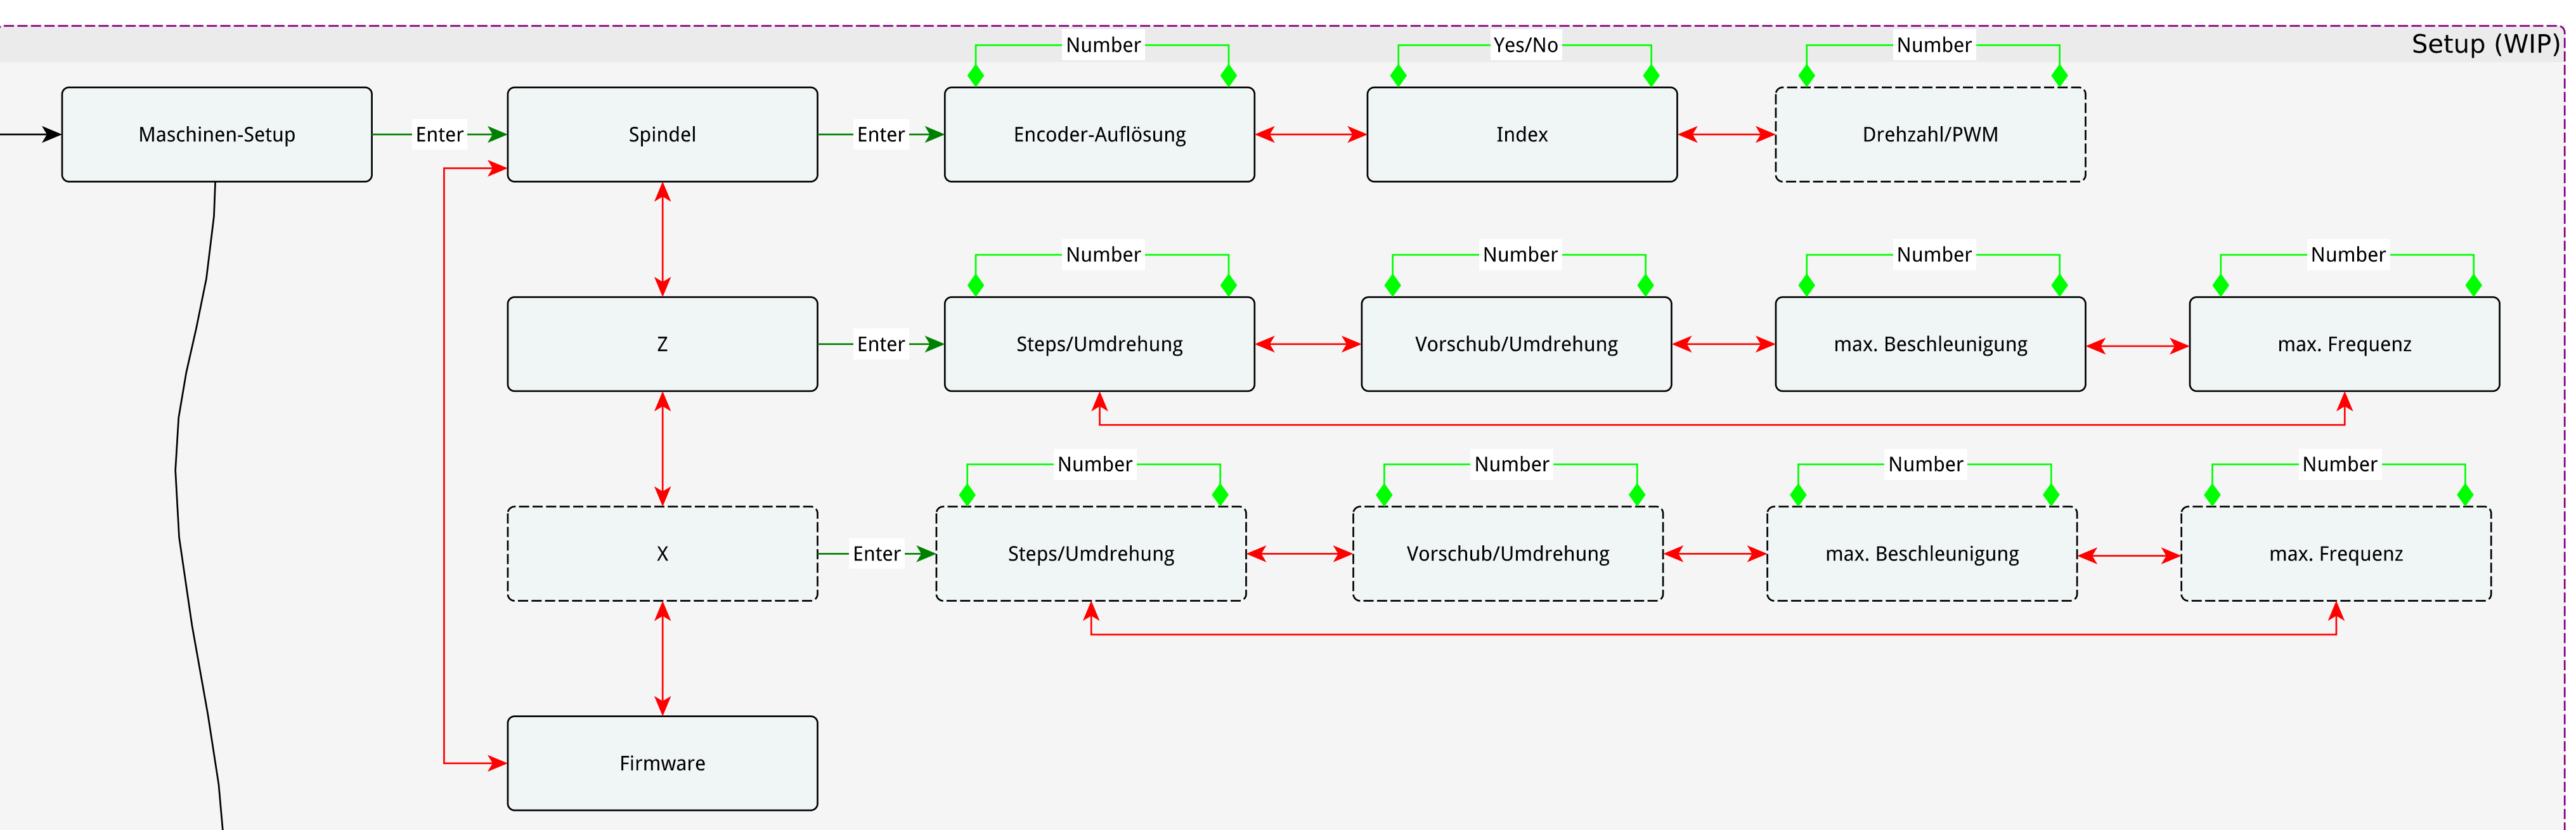 Setup (WIP)
Number
Yes/No
Number
Maschinen-Setup
Enter
Spindel
Enter
Encoder-Auflösung
Index
Drehzahl/PWM
Number
Number
Number
Number
Z
Enter
Steps/Umdrehung
Vorschub/Umdrehung
max. Beschleunigung
max. Frequenz
Number
Number
Number
Number
X
Enter
Steps/Umdrehung
Vorschub/Umdrehung
max. Beschleunigung
max. Frequenz
Firmware